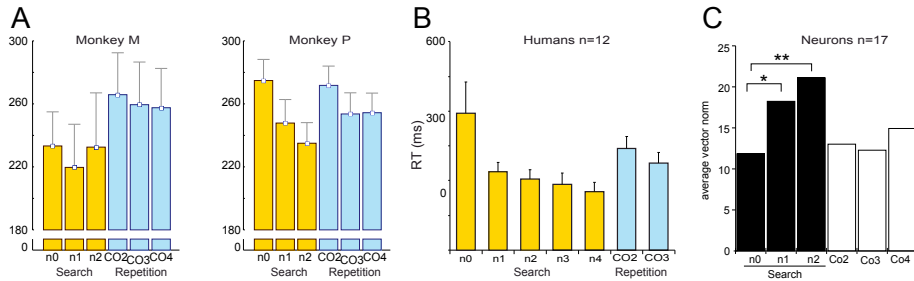 A
Monkey M
300
260
220
180
0
n0 n1 n2 CO2 CO3 CO4
Search Repetition
Monkey P
300
260
220
180
0
n0 n1 n2 CO2 CO3 CO4
Search Repetition
B
Humans n=12
600
0
RT (ms)
n0 n1 n2 n3 n4 CO2 CO3
Search Repetition
C
Neurons n=17
25
20
15
10
5
0
average vector norm
* **
n0 n1 n2 Co2 Co3 Co4
Search